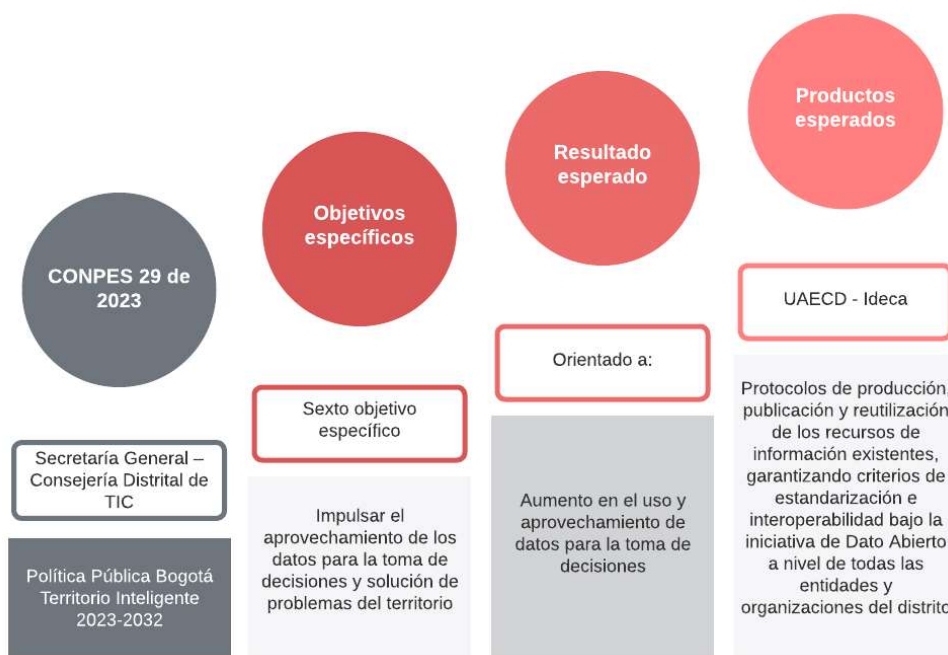 CONPES 29 de
2023
Secretaría General –
Consejería Distrital de
TIC
Política Pública Bogotá
Territorio Inteligente
2023-2032
Objetivos
específicos
Sexto objetivo
específico
Impulsar el
aprovechamiento de los
datos para la toma de
decisiones y solución de
problemas del territorio
Resultado
esperado
Orientado a:
Aumento en el uso y
aprovechamiento de
datos para la toma de
decisiones
Productos
esperados
UAECD - Ideca
Protocolos de producción,
publicación y reutilización
de los recursos de
información existentes,
garantizando criterios de
estandarización e
interoperabilidad bajo la
iniciativa de Dato Abierto
a nivel de todas las
entidades y
organizaciones del distrito